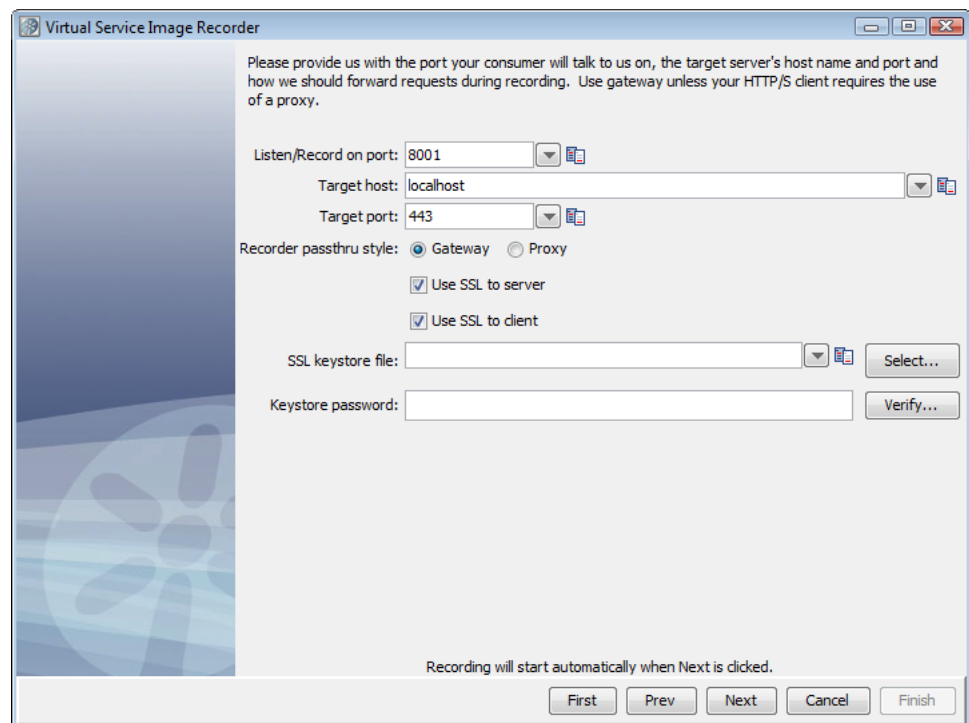 Virtual Service Image Recorder
Please provide us with the port your consumer will talk to us on, the target server's host name and port and
how we should forward requests during recording. Use gateway unless your HTTP/S client requires the use
of a proxy.
Listen/Record on port: 8001
Target host: localhost
Target port: 443
Recorder passthru style: Gateway Proxy
Use SSL to server
Use SSL to client
SSL keystore file: Select...
Keystore password: Verify...
Recording will start automatically when Next is clicked.
First Prev Next Cancel Finish